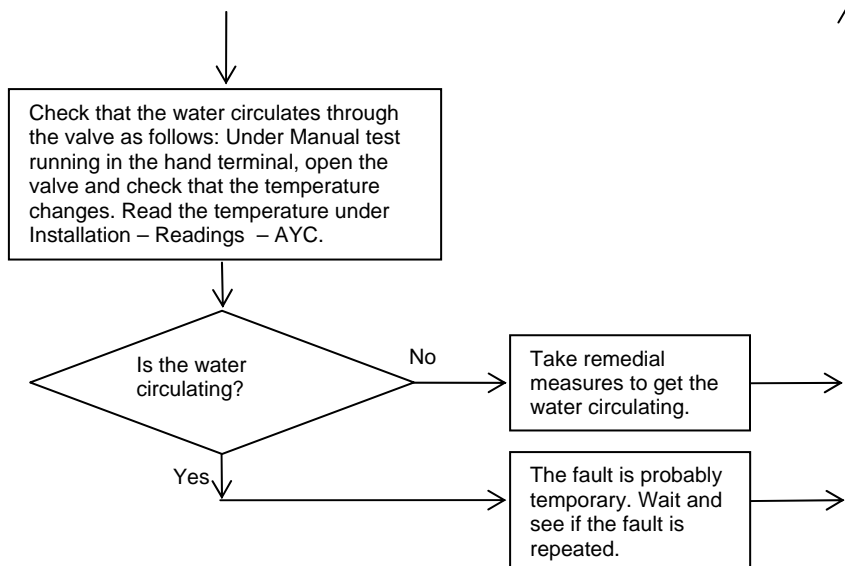 Check that the water circulates through
the valve as follows: Under Manual test
running in the hand terminal, open the
valve and check that the temperature
changes. Read the temperature under
Installation – Readings – AYC.
Is the water
circulating?
No
Take remedial
measures to get the
water circulating.
Yes
The fault is probably
temporary. Wait and
see if the fault is
repeated.